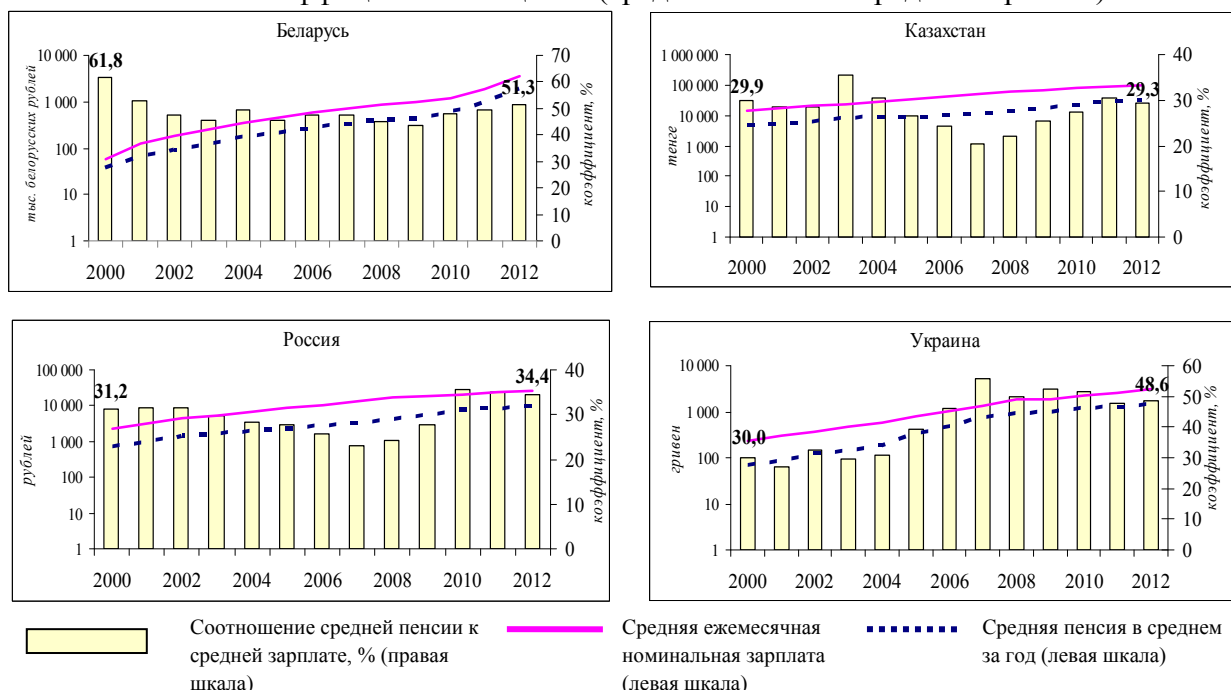 Беларусь
10 000
1 000
100
10
1
тыс. белорусских рублей
61,8
51,3
70
60
50
40
30
20
10
0
коэффициент, %
2000 2002 2004 2006 2008 2010 2012
Казахстан
1 000 000
100 000
10 000
1 000
100
10
1
тенге
29,9
29,3
40
30
20
10
0
коэффициент, %
2000 2002 2004 2006 2008 2010 2012
Россия
100 000
10 000
1 000
100
10
1
рублей
31,2
34,4
40
30
20
10
0
коэффициент, %
2000 2002 2004 2006 2008 2010 2012
Украина
10 000
1 000
100
10
1
гривен
30,0
48,6
60
50
40
30
20
10
0
коэффициент, %
2000 2002 2004 2006 2008 2010 2012
Соотношение средней пенсии к
средней зарплате, % (правая
шкала)
Средняя ежемесячная
номинальная зарплата
(левая шкала)
Средняя пенсия в среднем
за год (левая шкала)